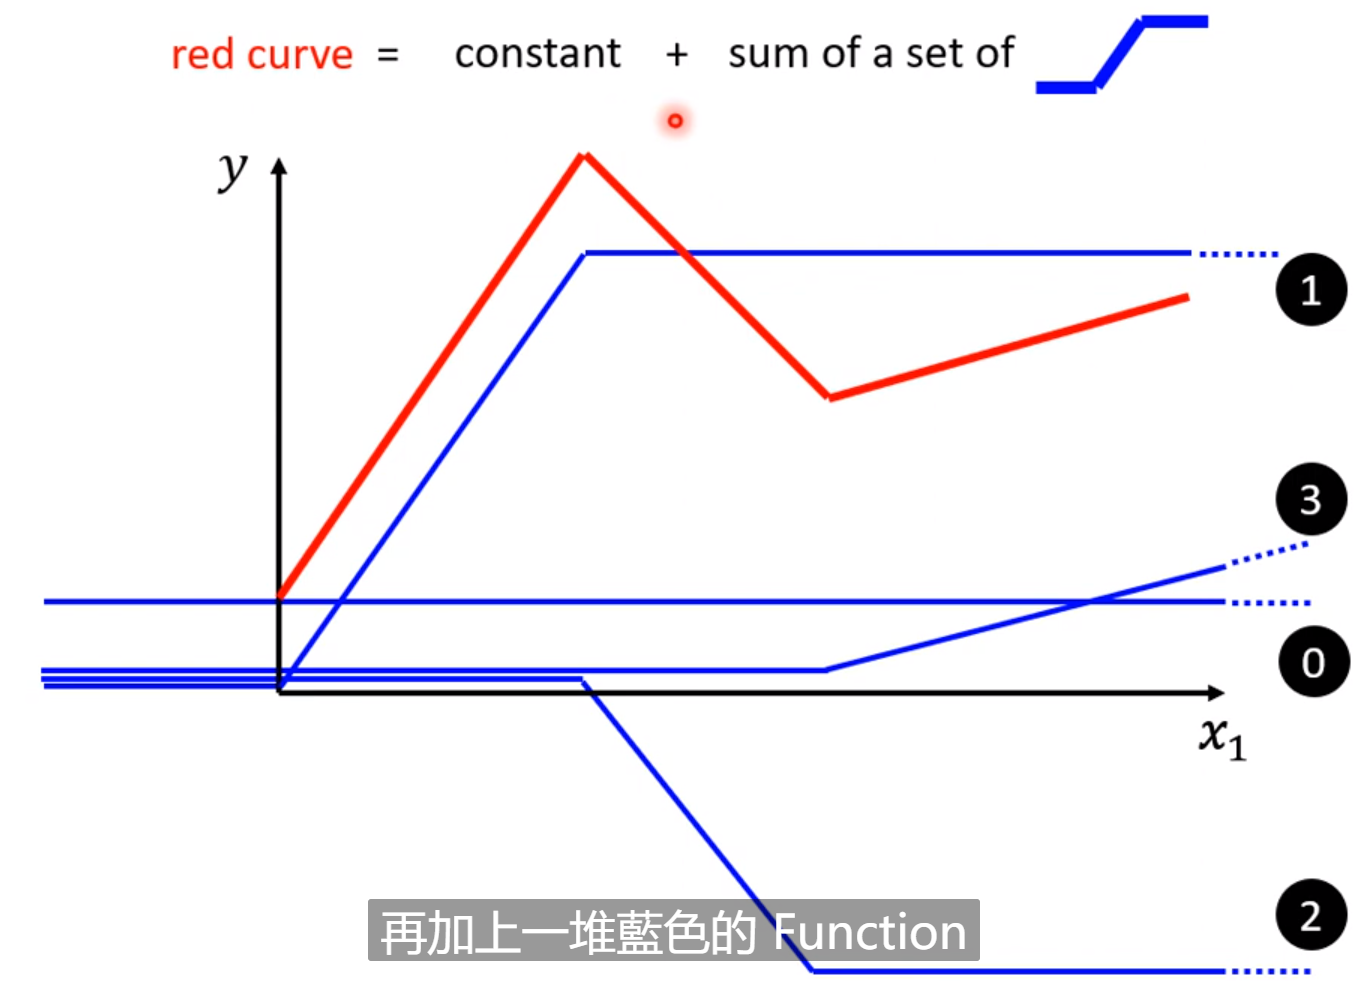 red curve = constant + sum of a set of
y
1
3
0
x₁
2
再加上一堆藍色的 Function